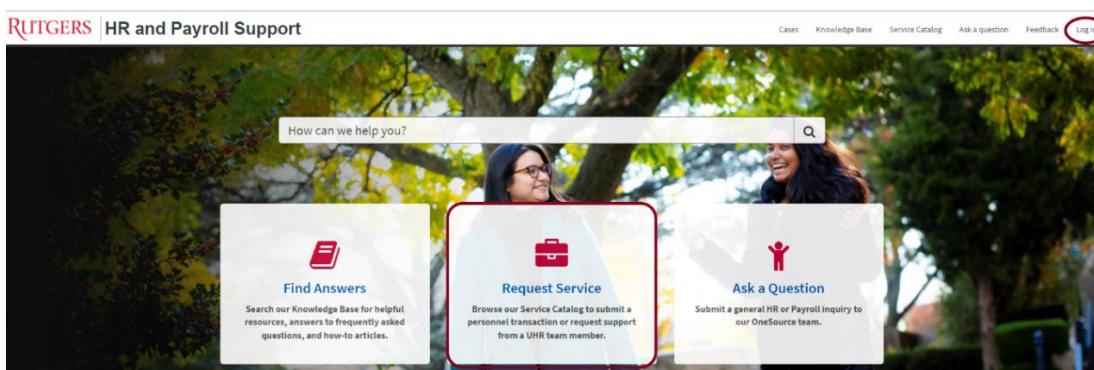 RUTGERS HR and Payroll Support
Cases Knowledge Base Service Catalog Ask a question Feedback Log in
How can we help you?
Find Answers
Search our Knowledge Base for helpful
resources, answers to frequently asked
questions, and how-to articles.
Request Service
Browse our Service Catalog to submit a
personnel transaction or request support
from a UHR team member.
Ask a Question
Submit a general HR or Payroll inquiry to
our OneSource team.